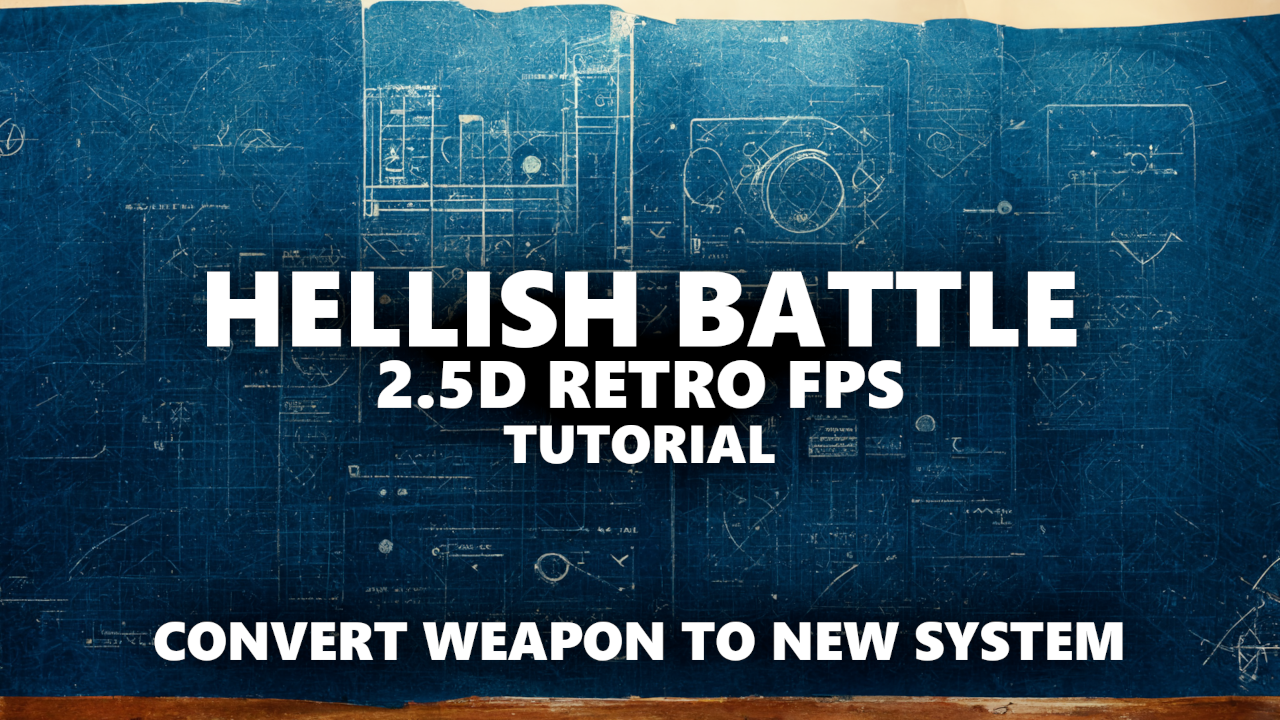 HELLISH BATTLE
2.5D RETRO FPS
TUTORIAL
CONVERT WEAPON TO NEW SYSTEM